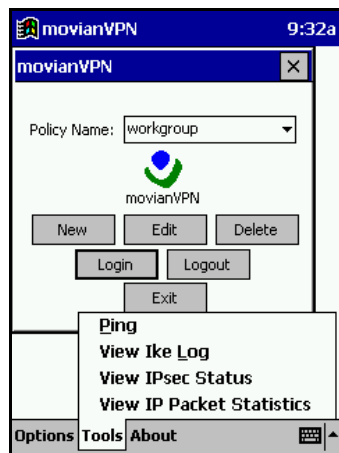 movianVPN 9:32a
movianVPN
Policy Name: workgroup
movianVPN
New Edit Delete
Login Logout
Exit
Ping
View Ike Log
View IPsec Status
View IP Packet Statistics
Options Tools About